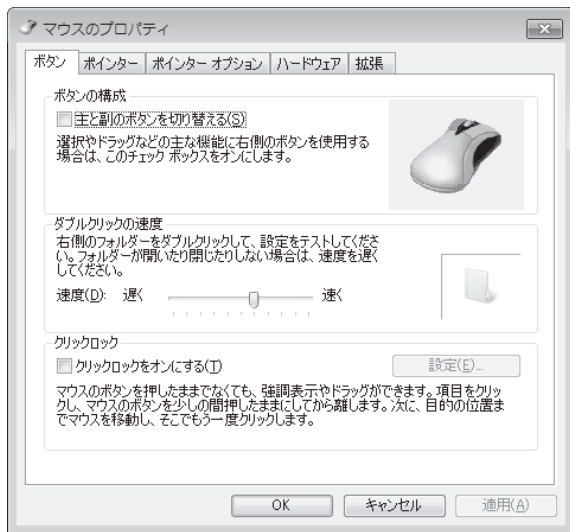 マウスのプロパティ
ボタン ポインター ポインター オプション ハードウェア 拡張
ボタンの構成
主と副のボタンを切り替える(S)
選択やドラッグなどの主な機能に右側のボタンを使用する
場合は、このチェック ボックスをオンにします。
ダブルクリックの速度
右側のフォルダーをダブルクリックして、設定をテストしてくださ
い。フォルダーが開いたり閉じたりしない場合は、速度を遅く
してください。
速度(D): 遅く 速く
クリックロック
クリックロックをオンにする(T) 設定(E)...
マウスのボタンを押したままでなくても、強調表示やドラッグができます。項目をクリッ
クし、マウスのボタンを少しの間押したままにしてから離します。次に、目的の位置ま
でマウスを移動し、そこでもう一度クリックします。
OK キャンセル 適用(A)